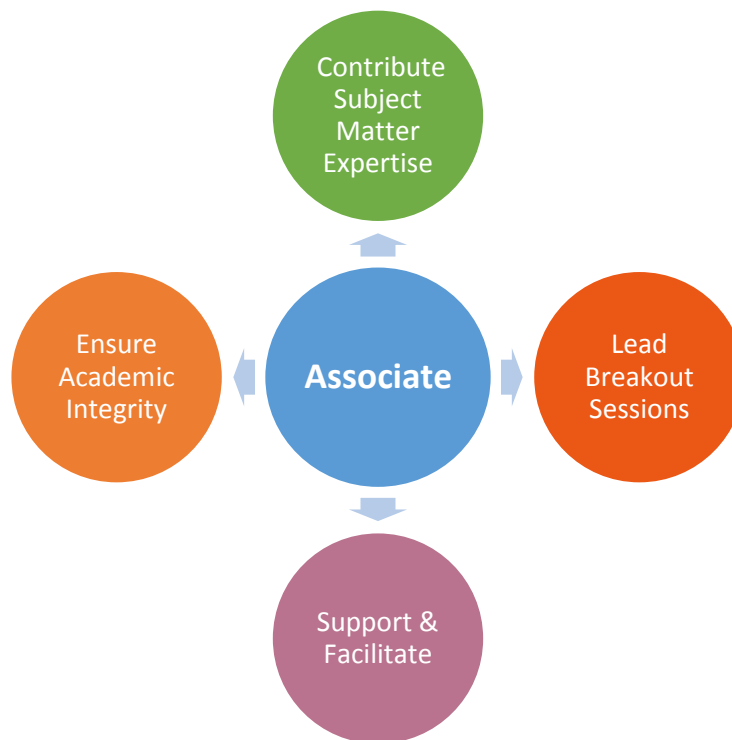 Contribute
Subject
Matter
Expertise
Ensure
Academic
Integrity
Associate
Lead
Breakout
Sessions
Support &
Facilitate